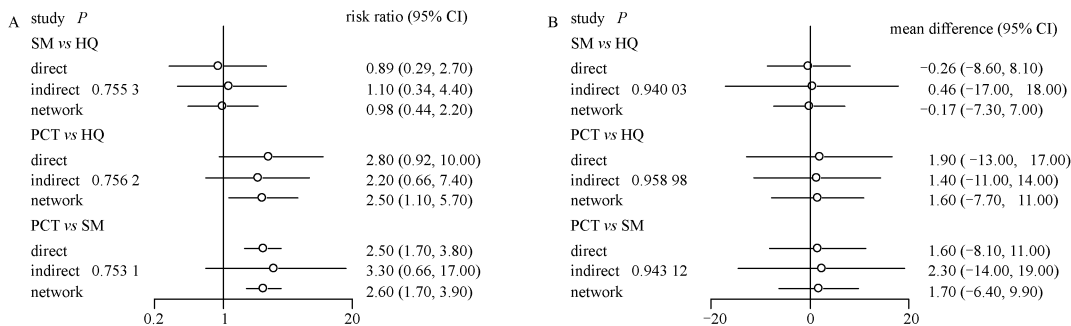 A study P risk ratio (95% CI)
SM vs HQ
direct 0.89 (0.29, 2.70)
indirect 0.755 3 1.10 (0.34, 4.40)
network 0.98 (0.44, 2.20)
PCT vs HQ
direct 2.80 (0.92, 10.00)
indirect 0.756 2 2.20 (0.66, 7.40)
network 2.50 (1.10, 5.70)
PCT vs SM
direct 2.50 (1.70, 3.80)
indirect 0.753 1 3.30 (0.66, 17.00)
network 2.60 (1.70, 3.90)
0.2 1 20
B study P mean difference (95% CI)
SM vs HQ
direct −0.26 (−8.60, 8.10)
indirect 0.940 03 0.46 (−17.00, 18.00)
network −0.17 (−7.30, 7.00)
PCT vs HQ
direct 1.90 (−13.00, 17.00)
indirect 0.958 98 1.40 (−11.00, 14.00)
network 1.60 (−7.70, 11.00)
PCT vs SM
direct 1.60 (−8.10, 11.00)
indirect 0.943 12 2.30 (−14.00, 19.00)
network 1.70 (−6.40, 9.90)
−20 0 20